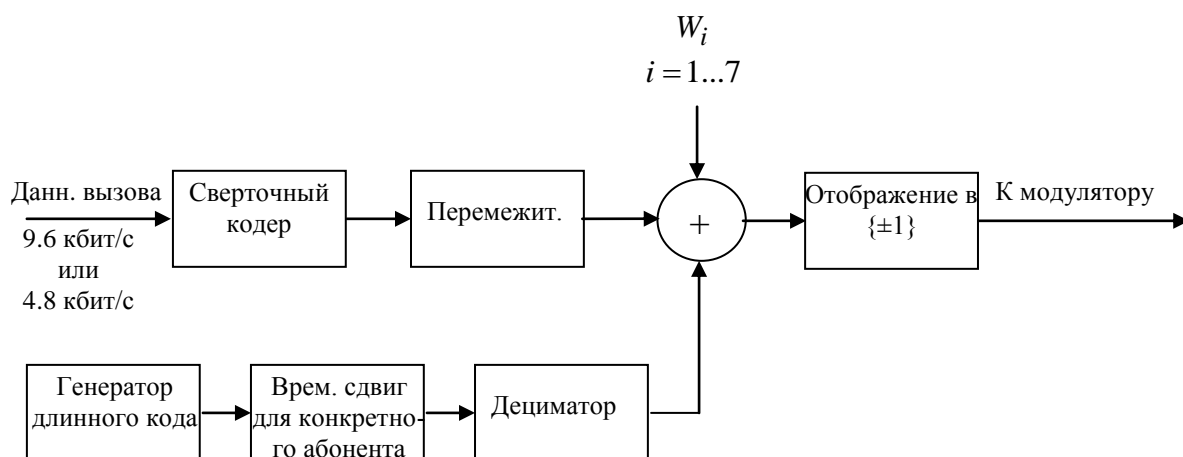 W_i
i = 1...7
Данн. вызова
9.6 кбит/с
или
4.8 кбит/с
Сверточный
кодер
Перемежит.
+
Отображение в
{±1}
К модулятору
Генератор
длинного кода
Врем. сдвиг
для конкретно-
го абонента
Дециматор